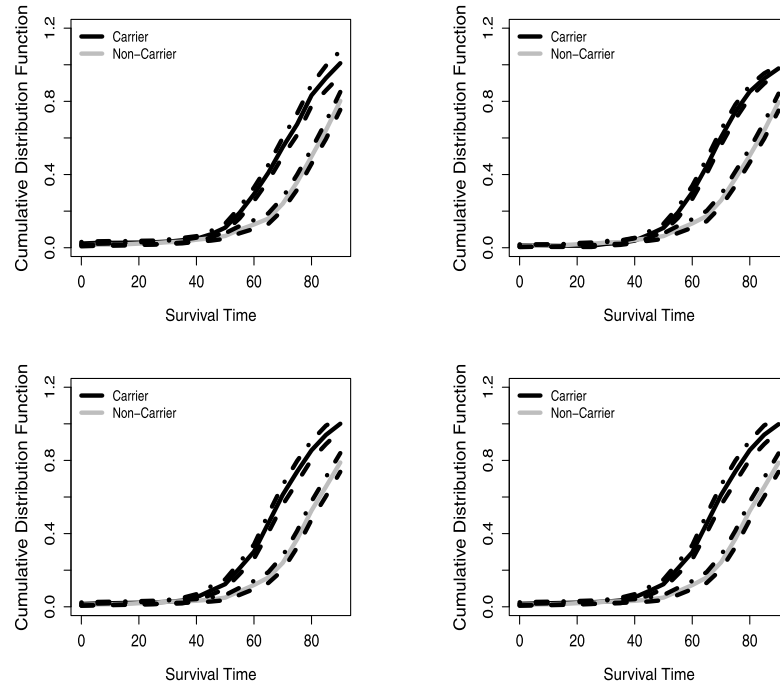 Cumulative Distribution Function
0.0 0.4 0.8 1.2
Carrier
Non−Carrier
0 20 40 60 80
Survival Time
Cumulative Distribution Function
0.0 0.4 0.8 1.2
Carrier
Non−Carrier
0 20 40 60 80
Survival Time
Cumulative Distribution Function
0.0 0.4 0.8 1.2
Carrier
Non−Carrier
0 20 40 60 80
Survival Time
Cumulative Distribution Function
0.0 0.4 0.8 1.2
Carrier
Non−Carrier
0 20 40 60 80
Survival Time